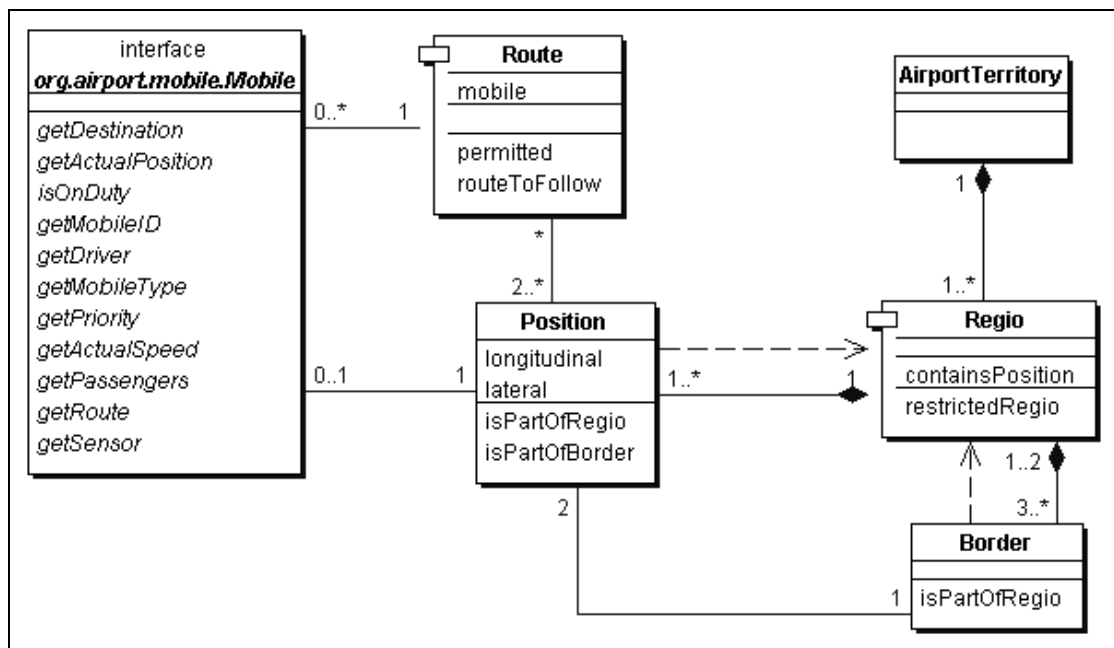 interface
org.airport.mobile.Mobile
getDestination
getActualPosition
isOnDuty
getMobileID
getDriver
getMobileType
getPriority
getActualSpeed
getPassengers
getRoute
getSensor
0..*
1
Route
mobile
permitted
routeToFollow
*
2..*
AirportTerritory
1
1..*
0..1
1
Position
longitudinal
lateral
isPartOfRegio
isPartOfBorder
1..*
1
Regio
containsPosition
restrictedRegio
1..2
3..*
2
1
Border
isPartOfRegio